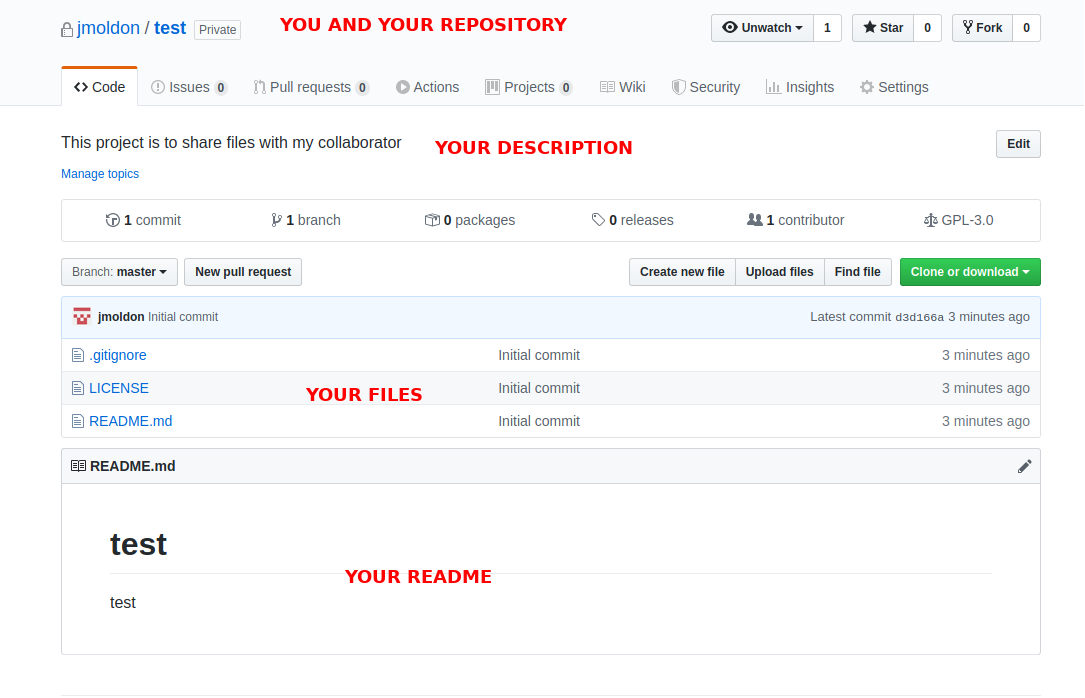 jmoldon / test Private YOU AND YOUR REPOSITORY Unwatch 1 Star 0 Fork 0
Code Issues 0 Pull requests 0 Actions Projects 0 Wiki Security Insights Settings
This project is to share files with my collaborator YOUR DESCRIPTION Edit
Manage topics
1 commit 1 branch 0 packages 0 releases 1 contributor GPL-3.0
Branch: master New pull request Create new file Upload files Find file Clone or download
jmoldon Initial commit Latest commit d3d166a 3 minutes ago
.gitignore Initial commit 3 minutes ago
LICENSE YOUR FILES Initial commit 3 minutes ago
README.md Initial commit 3 minutes ago
README.md
test
YOUR README
test